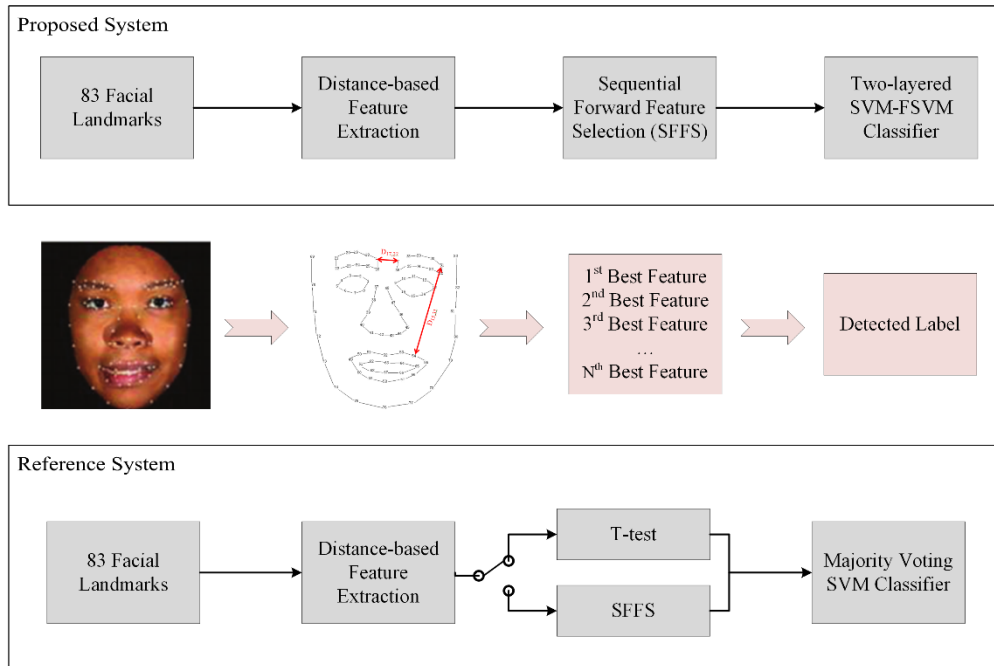 Proposed System
83 Facial
Landmarks
Distance-based
Feature
Extraction
Sequential
Forward Feature
Selection (SFFS)
Two-layered
SVM-FSVM
Classifier
1st Best Feature
2nd Best Feature
3rd Best Feature
...
Nth Best Feature
Detected Label
Reference System
83 Facial
Landmarks
Distance-based
Feature
Extraction
T-test
SFFS
Majority Voting
SVM Classifier